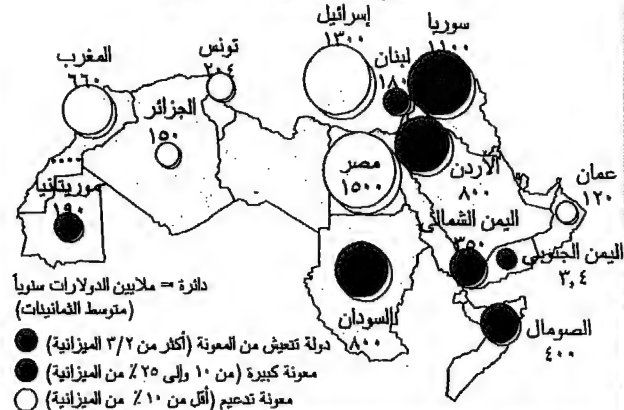 إسرائيل
١٣٠٠
سوريا
١١٠٠
تونس
٢٠٤
لبنان
١٨٠
المغرب
٦٦٠
الجزائر
١٥٠
مصر
١٥٠٠
الأردن
٨٠٠
عمان
١٢٠
موريتانيا
١٩٠
اليمن الشمالى
٣٥٠
اليمن الجنوبى
٣,٤
السودان
٨٠٠
الصومال
٤٠٠
دائرة = ملايين الدولارات سنوياً
(متوسط الثمانينات)
دولة تتعيش من المعونة (أكثر من ٣/٢ الميزانية)
معونة كبيرة (من ١٠ وإلى ٢٥ ٪ من الميزانية)
معونة تدعيم (أقل من ١٠ ٪ من الميزانية)